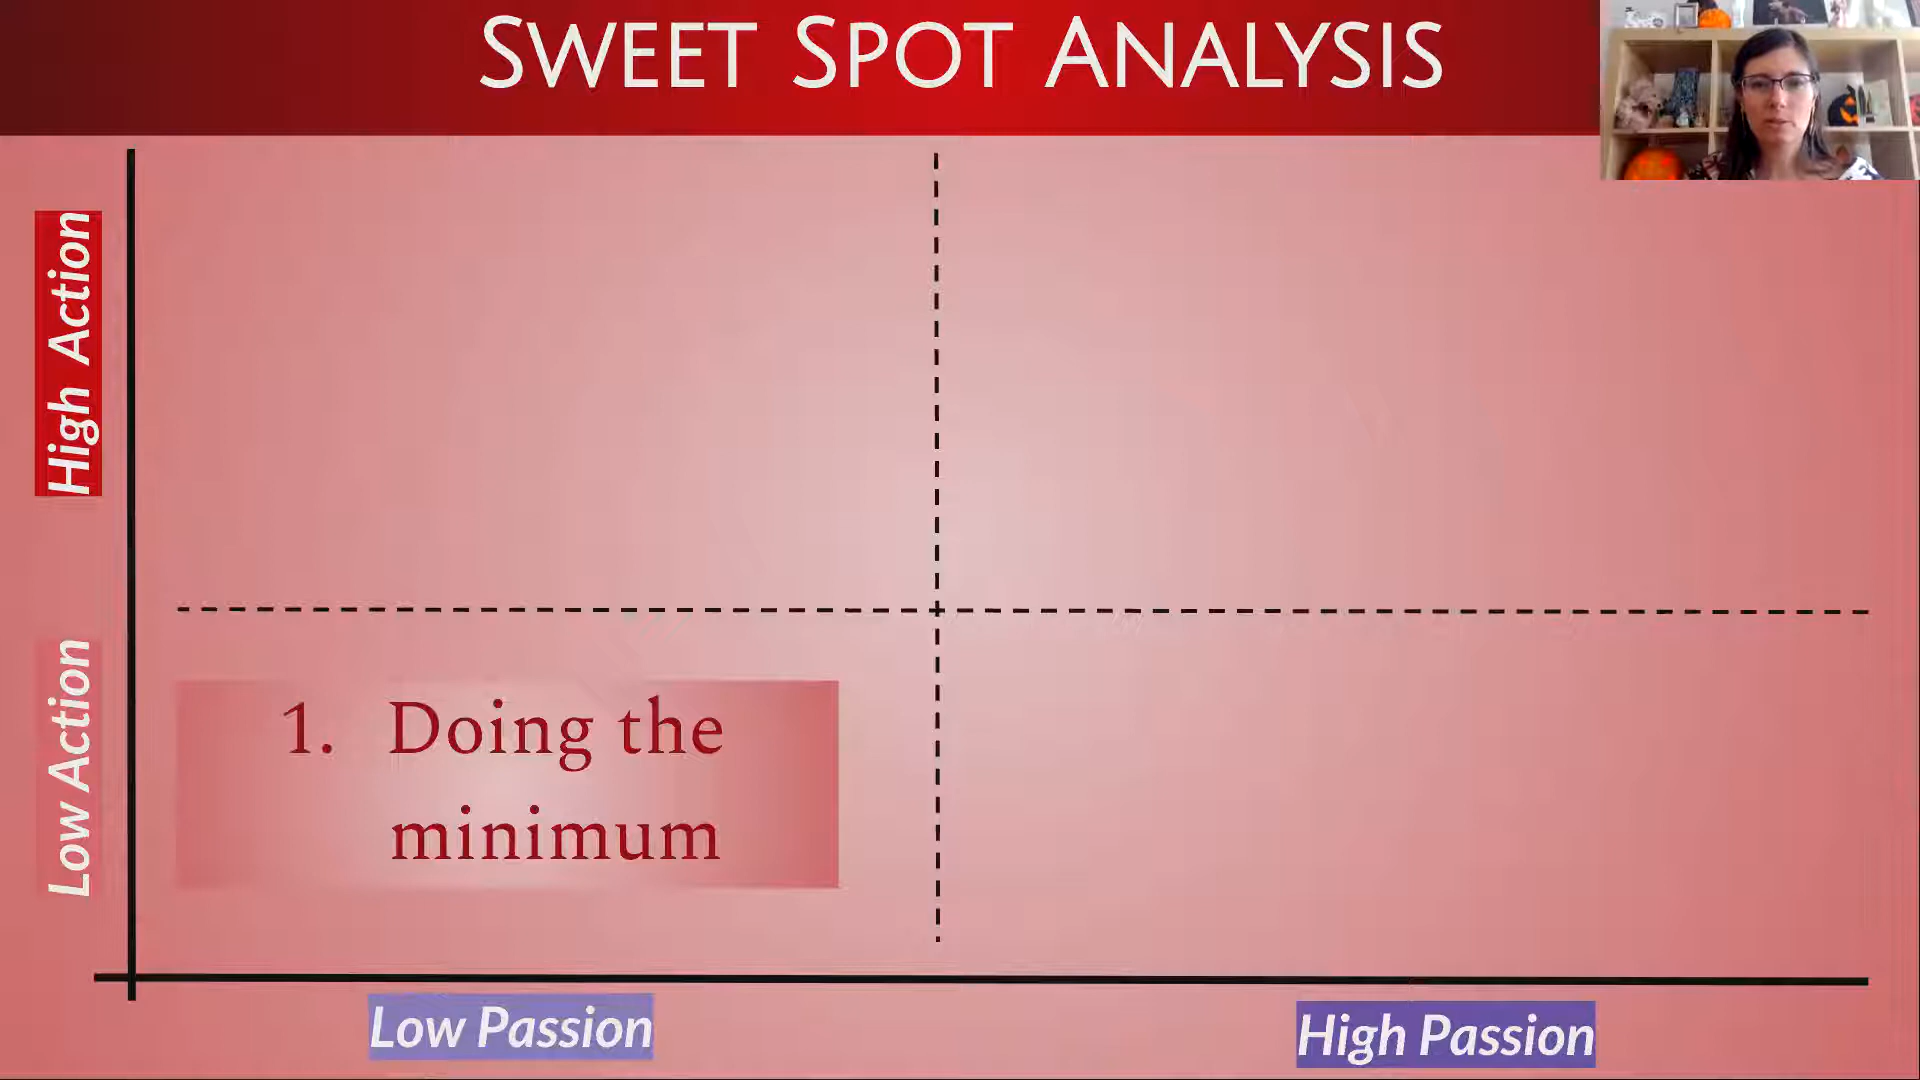 SWEET SPOT ANALYSIS
High Action
Low Action
1. Doing the
minimum
Low Passion
High Passion